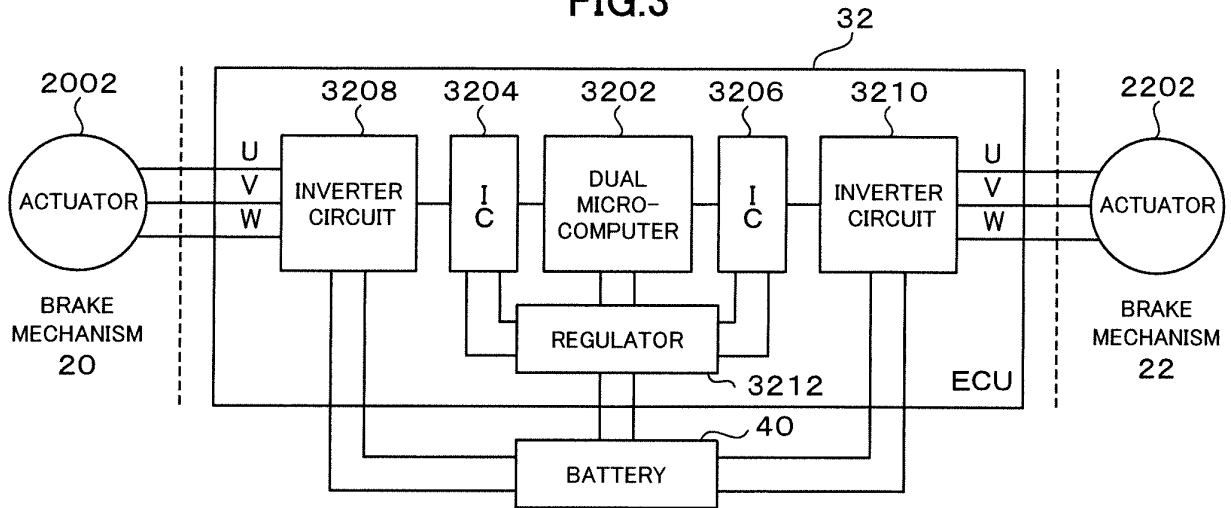 FIG.3
32
2002
3208
3204
3202
3206
3210
2202
ACTUATOR
U
V
W
INVERTER
CIRCUIT
I
C
DUAL
MICRO-
COMPUTER
I
C
INVERTER
CIRCUIT
U
V
W
ACTUATOR
BRAKE
MECHANISM
20
REGULATOR
3212
ECU
BRAKE
MECHANISM
22
40
BATTERY